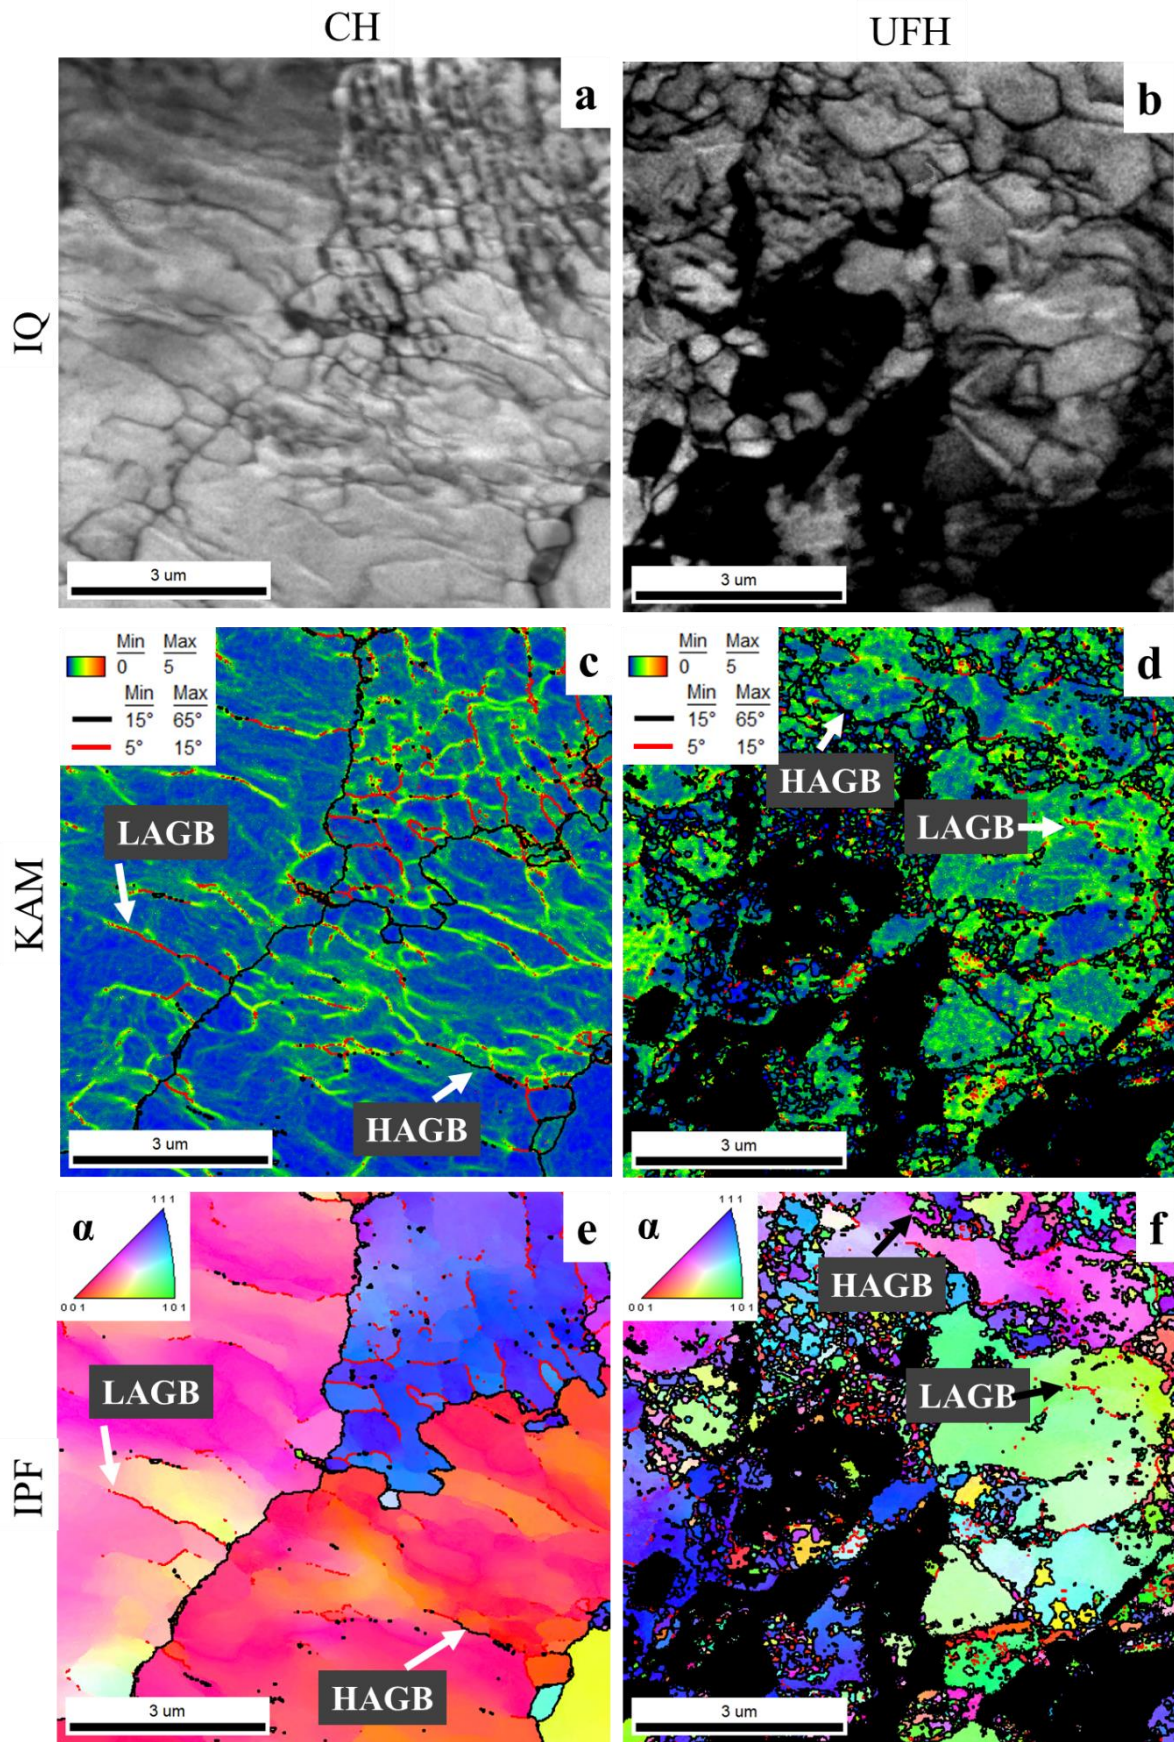 CH
UFH
IQ
a
b
3 um
3 um
KAM
Min Max
0 5
Min Max
15° 65°
5° 15°
c
LAGB
HAGB
3 um
Min Max
0 5
Min Max
15° 65°
5° 15°
d
HAGB
LAGB
3 um
IPF
α
111
001 101
e
LAGB
HAGB
3 um
α
111
001 101
f
HAGB
LAGB
3 um